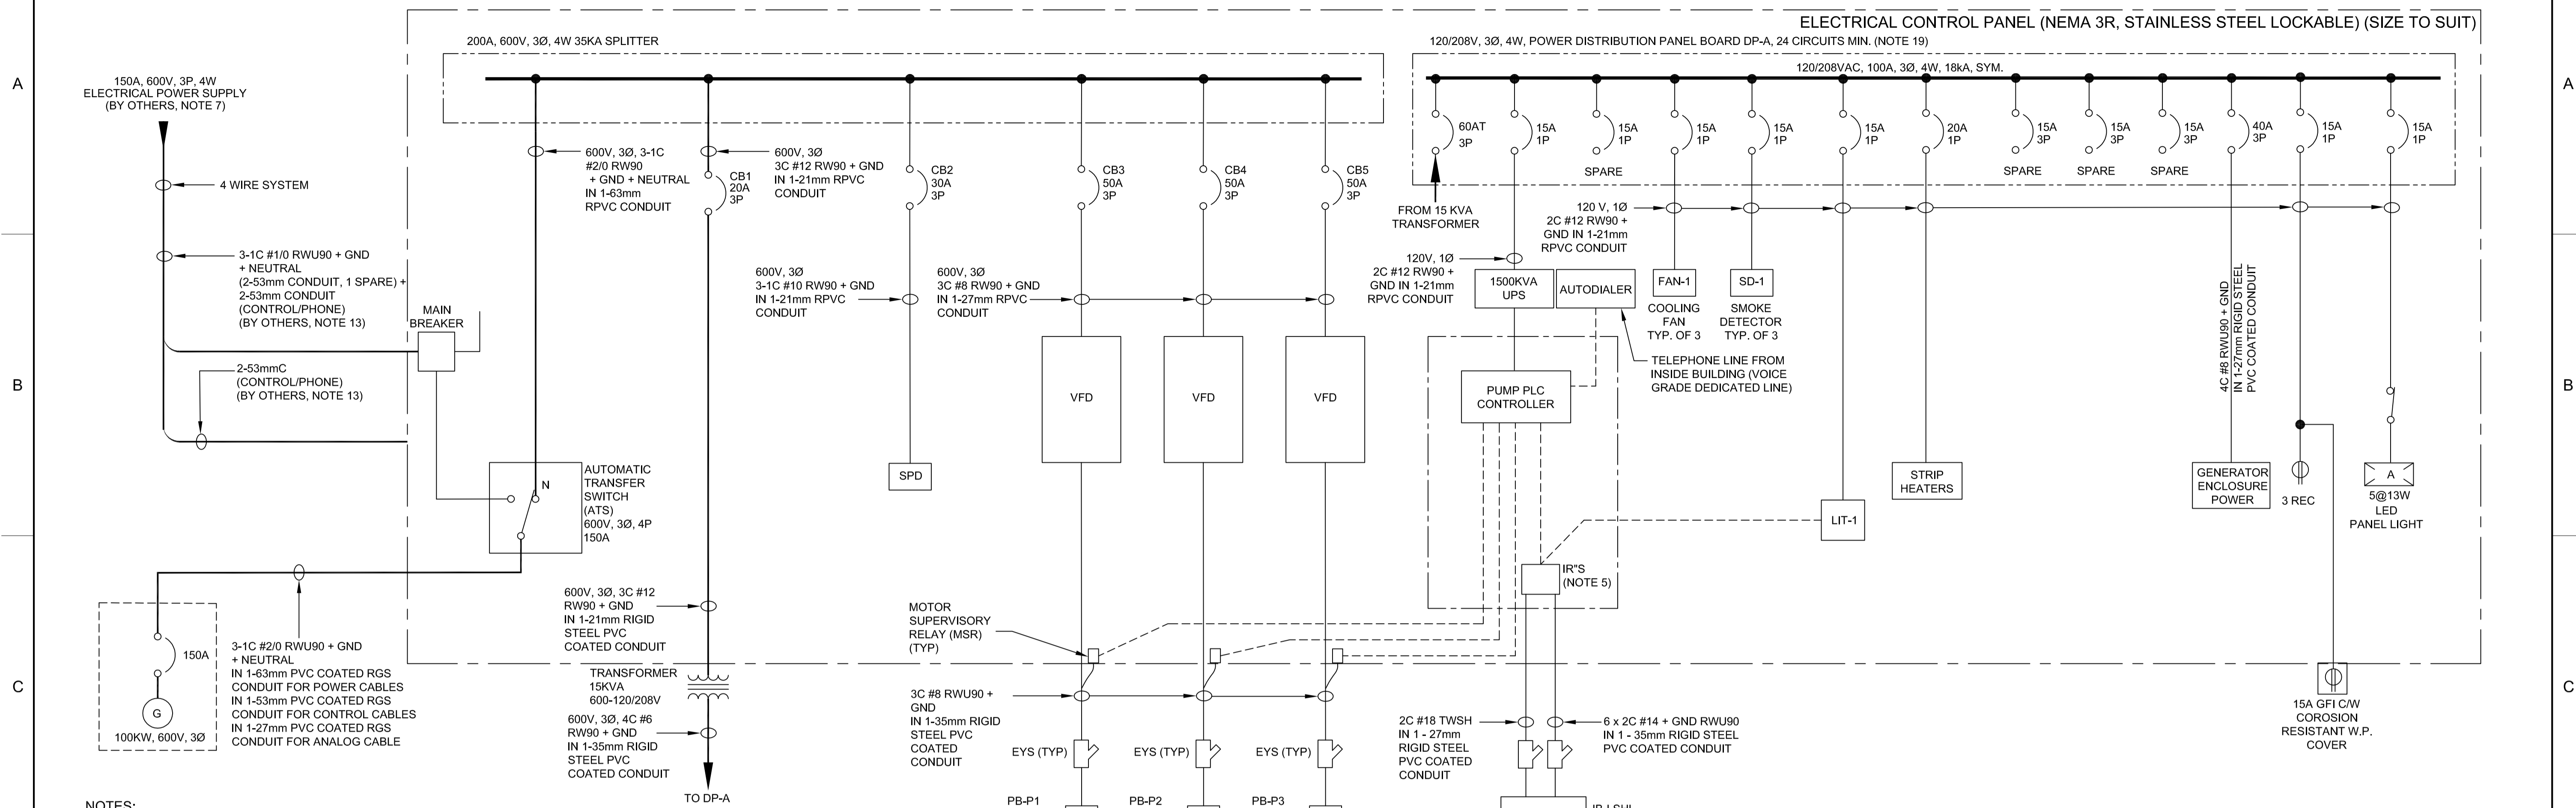 ELECTRICAL CONTROL PANEL (NEMA 3R, STAINLESS STEEL LOCKABLE) (SIZE TO SUIT)
200A, 600V, 3Ø, 4W 35KA SPLITTER
120/208V, 3Ø, 4W, POWER DISTRIBUTION PANEL BOARD DP-A, 24 CIRCUITS MIN. (NOTE 19)
120/208VAC, 100A, 3Ø, 4W, 18kA, SYM.
A
A
150A, 600V, 3P, 4W
ELECTRICAL POWER SUPPLY
(BY OTHERS, NOTE 7)
4 WIRE SYSTEM
600V, 3Ø, 3-1C
#2/0 RW90
+ GND + NEUTRAL
IN 1-63mm
RPVC CONDUIT
CB1
20A
3P
600V, 3Ø
3C #12 RW90 + GND
IN 1-21mm RPVC
CONDUIT
CB2
30A
3P
CB3
50A
3P
CB4
50A
3P
CB5
50A
3P
60AT
3P
15A
1P
15A
1P
SPARE
15A
1P
15A
1P
15A
1P
20A
1P
15A
3P
SPARE
15A
3P
SPARE
15A
3P
SPARE
40A
3P
15A
1P
15A
1P
FROM 15 KVA
TRANSFORMER
120 V, 1Ø
2C #12 RW90 +
GND IN 1-21mm
RPVC CONDUIT
3-1C #1/0 RWU90 + GND
+ NEUTRAL
(2-53mm CONDUIT, 1 SPARE) +
2-53mm CONDUIT
(CONTROL/PHONE)
(BY OTHERS, NOTE 13)
MAIN
BREAKER
600V, 3Ø
3-1C #10 RW90 + GND
IN 1-21mm RPVC
CONDUIT
600V, 3Ø
3C #8 RW90 + GND
IN 1-27mm RPVC
CONDUIT
120V, 1Ø
2C #12 RW90 +
GND IN 1-21mm
RPVC CONDUIT
1500KVA
UPS
AUTODIALER
FAN-1
COOLING
FAN
TYP. OF 3
SD-1
SMOKE
DETECTOR
TYP. OF 3
4C #8 RWU90 + GND
IN 1-27mm RIGID STEEL
PVC COATED CONDUIT
B
B
2-53mmC
(CONTROL/PHONE)
(BY OTHERS, NOTE 13)
VFD
VFD
VFD
PUMP PLC
CONTROLLER
TELEPHONE LINE FROM
INSIDE BUILDING (VOICE
GRADE DEDICATED LINE)
N
AUTOMATIC
TRANSFER
SWITCH
(ATS)
600V, 3Ø, 4P
150A
SPD
LIT-1
STRIP
HEATERS
GENERATOR
ENCLOSURE
POWER
3 REC
A
5@13W
LED
PANEL LIGHT
IR"S
(NOTE 5)
C
C
150A
G
100KW, 600V, 3Ø
3-1C #2/0 RWU90 + GND
+ NEUTRAL
IN 1-63mm PVC COATED RGS
CONDUIT FOR POWER CABLES
IN 1-53mm PVC COATED RGS
CONDUIT FOR CONTROL CABLES
IN 1-27mm PVC COATED RGS
CONDUIT FOR ANALOG CABLE
600V, 3Ø, 3C #12
RW90 + GND
IN 1-21mm RIGID
STEEL PVC
COATED CONDUIT
TRANSFORMER
15KVA
600-120/208V
600V, 3Ø, 4C #6
RW90 + GND
IN 1-35mm RIGID
STEEL PVC
COATED CONDUIT
TO DP-A
MOTOR
SUPERVISORY
RELAY (MSR)
(TYP)
3C #8 RWU90 +
GND
IN 1-35mm RIGID
STEEL PVC
COATED
CONDUIT
EYS (TYP)
EYS (TYP)
EYS (TYP)
PB-P1
PB-P2
PB-P3
2C #18 TWSH
IN 1 - 27mm
RIGID STEEL
PVC COATED
CONDUIT
6 x 2C #14 + GND RWU90
IN 1 - 35mm RIGID STEEL
PVC COATED CONDUIT
15A GFI C/W
COROSION
RESISTANT W.P.
COVER
NOTES: